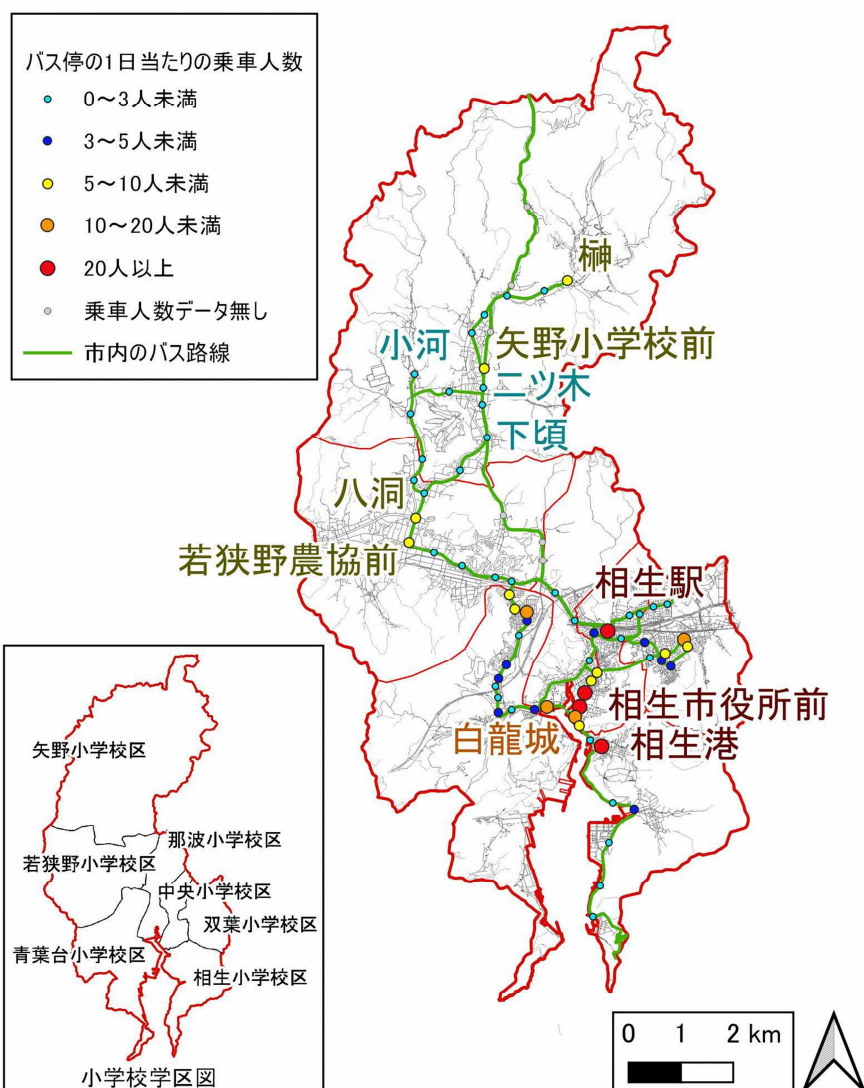 バス停の1日当たりの乗車人数
0～3人未満
3～5人未満
5～10人未満
10～20人未満
20人以上
乗車人数データ無し
市内のバス路線
榊
小河
矢野小学校前
二ツ木
下頃
八洞
若狭野農協前
相生駅
相生市役所前
白龍城
相生港
矢野小学校区
那波小学校区
若狭野小学校区
中央小学校区
双葉小学校区
青葉台小学校区
相生小学校区
小学校学区図
0 1 2 km